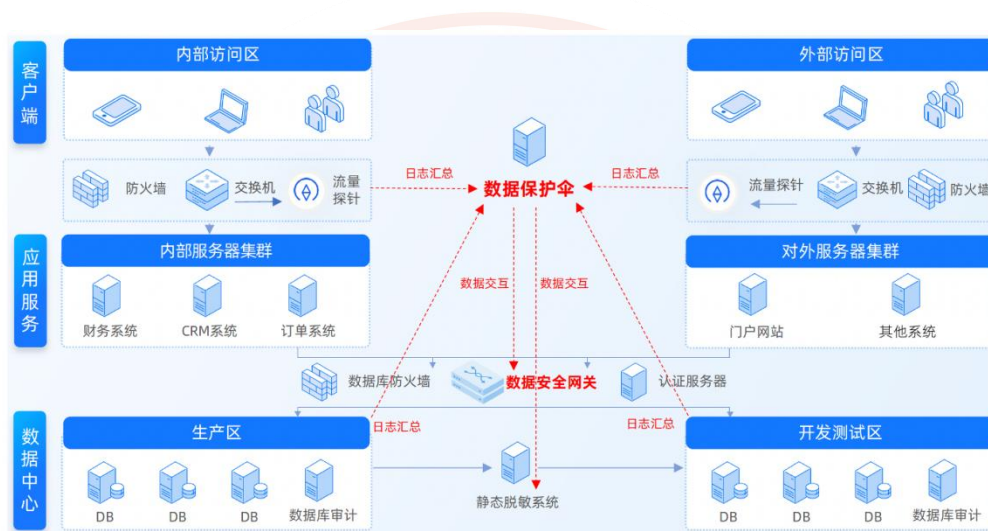 客户端
内部访问区
外部访问区
防火墙
交换机
流量
探针
日志汇总
数据保护伞
日志汇总
流量探针
交换机
防火墙
应用服务
内部服务器集群
财务系统
CRM系统
订单系统
数据交互
数据交互
对外服务器集群
门户网站
其他系统
数据库防火墙
数据安全网关
认证服务器
数据中心
生产区
日志汇总
日志汇总
开发测试区
DB
DB
DB
数据库审计
静态脱敏系统
DB
DB
DB
数据库审计